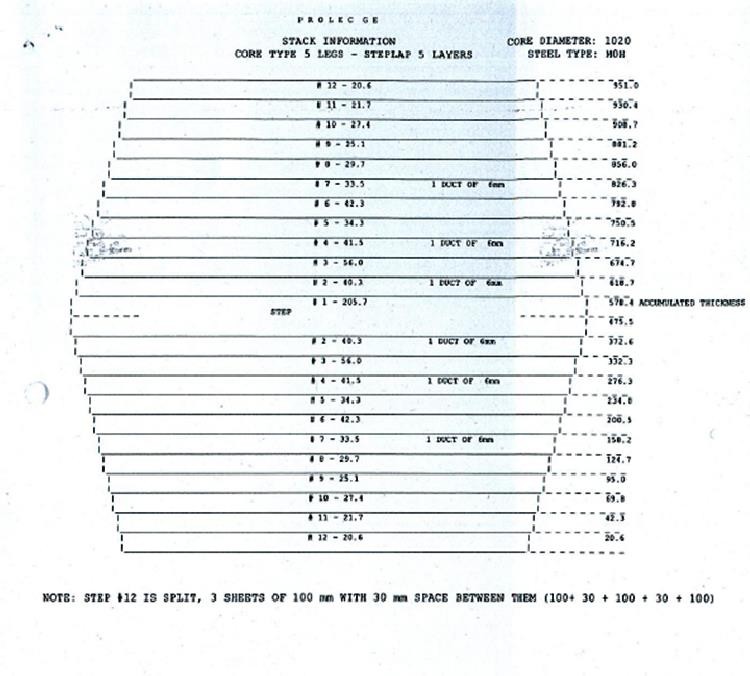 PROLEC GE
STACK INFORMATION CORE DIAMETER: 1020
CORE TYPE 5 LEGS - STEPLAP 5 LAYERS STEEL TYPE: MOH
# 12 - 20.6 951.0
# 11 - 21.7 930.4
# 10 - 27.4 908.7
# 9 - 25.1 881.2
# 8 - 29.7 856.0
# 7 - 33.5 1 DUCT OF 6mm 826.3
# 6 - 42.3 792.8
# 5 - 34.3 750.5
# 4 - 41.5 1 DUCT OF 6mm 716.2
# 3 - 56.0 674.7
# 2 - 40.3 1 DUCT OF 6mm 618.7
# 1 = 205.7 578.4 ACCUMULATED THICKNESS
STEP 475.5
# 2 - 40.3 1 DUCT OF 6mm 372.6
# 3 - 56.0 332.3
# 4 - 41.5 1 DUCT OF 6mm 276.3
# 5 - 34.3 234.8
# 6 - 42.3 200.5
# 7 - 33.5 1 DUCT OF 6mm 158.2
# 8 - 29.7 124.7
# 9 - 25.1 95.0
# 10 - 27.4 69.8
# 11 - 21.7 42.3
# 12 - 20.6 20.6
NOTE: STEP #12 IS SPLIT, 3 SHEETS OF 100 mm WITH 30 mm SPACE BETWEEN THEM (100+ 30 + 100 + 30 + 100)